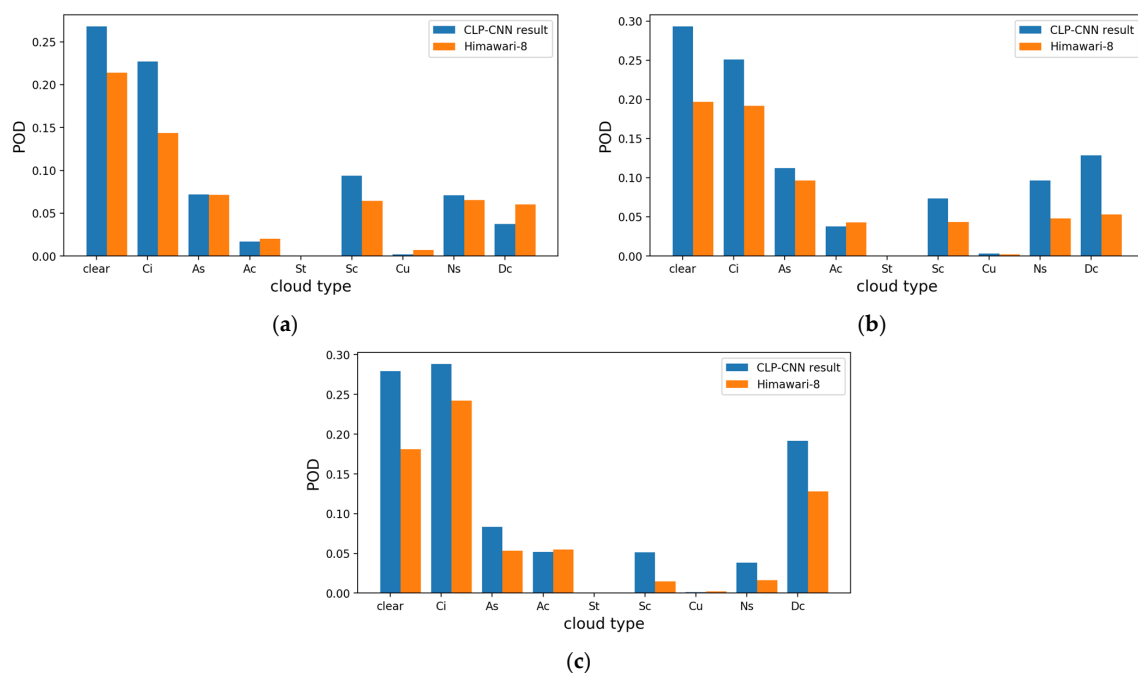 CLP-CNN result
Himawari-8
0.25
0.20
0.15
0.10
0.05
0.00
POD
clear Ci As Ac St Sc Cu Ns Dc
cloud type
(a)
CLP-CNN result
Himawari-8
0.30
0.25
0.20
0.15
0.10
0.05
0.00
POD
clear Ci As Ac St Sc Cu Ns Dc
cloud type
(b)
CLP-CNN result
Himawari-8
0.30
0.25
0.20
0.15
0.10
0.05
0.00
POD
clear Ci As Ac St Sc Cu Ns Dc
cloud type
(c)